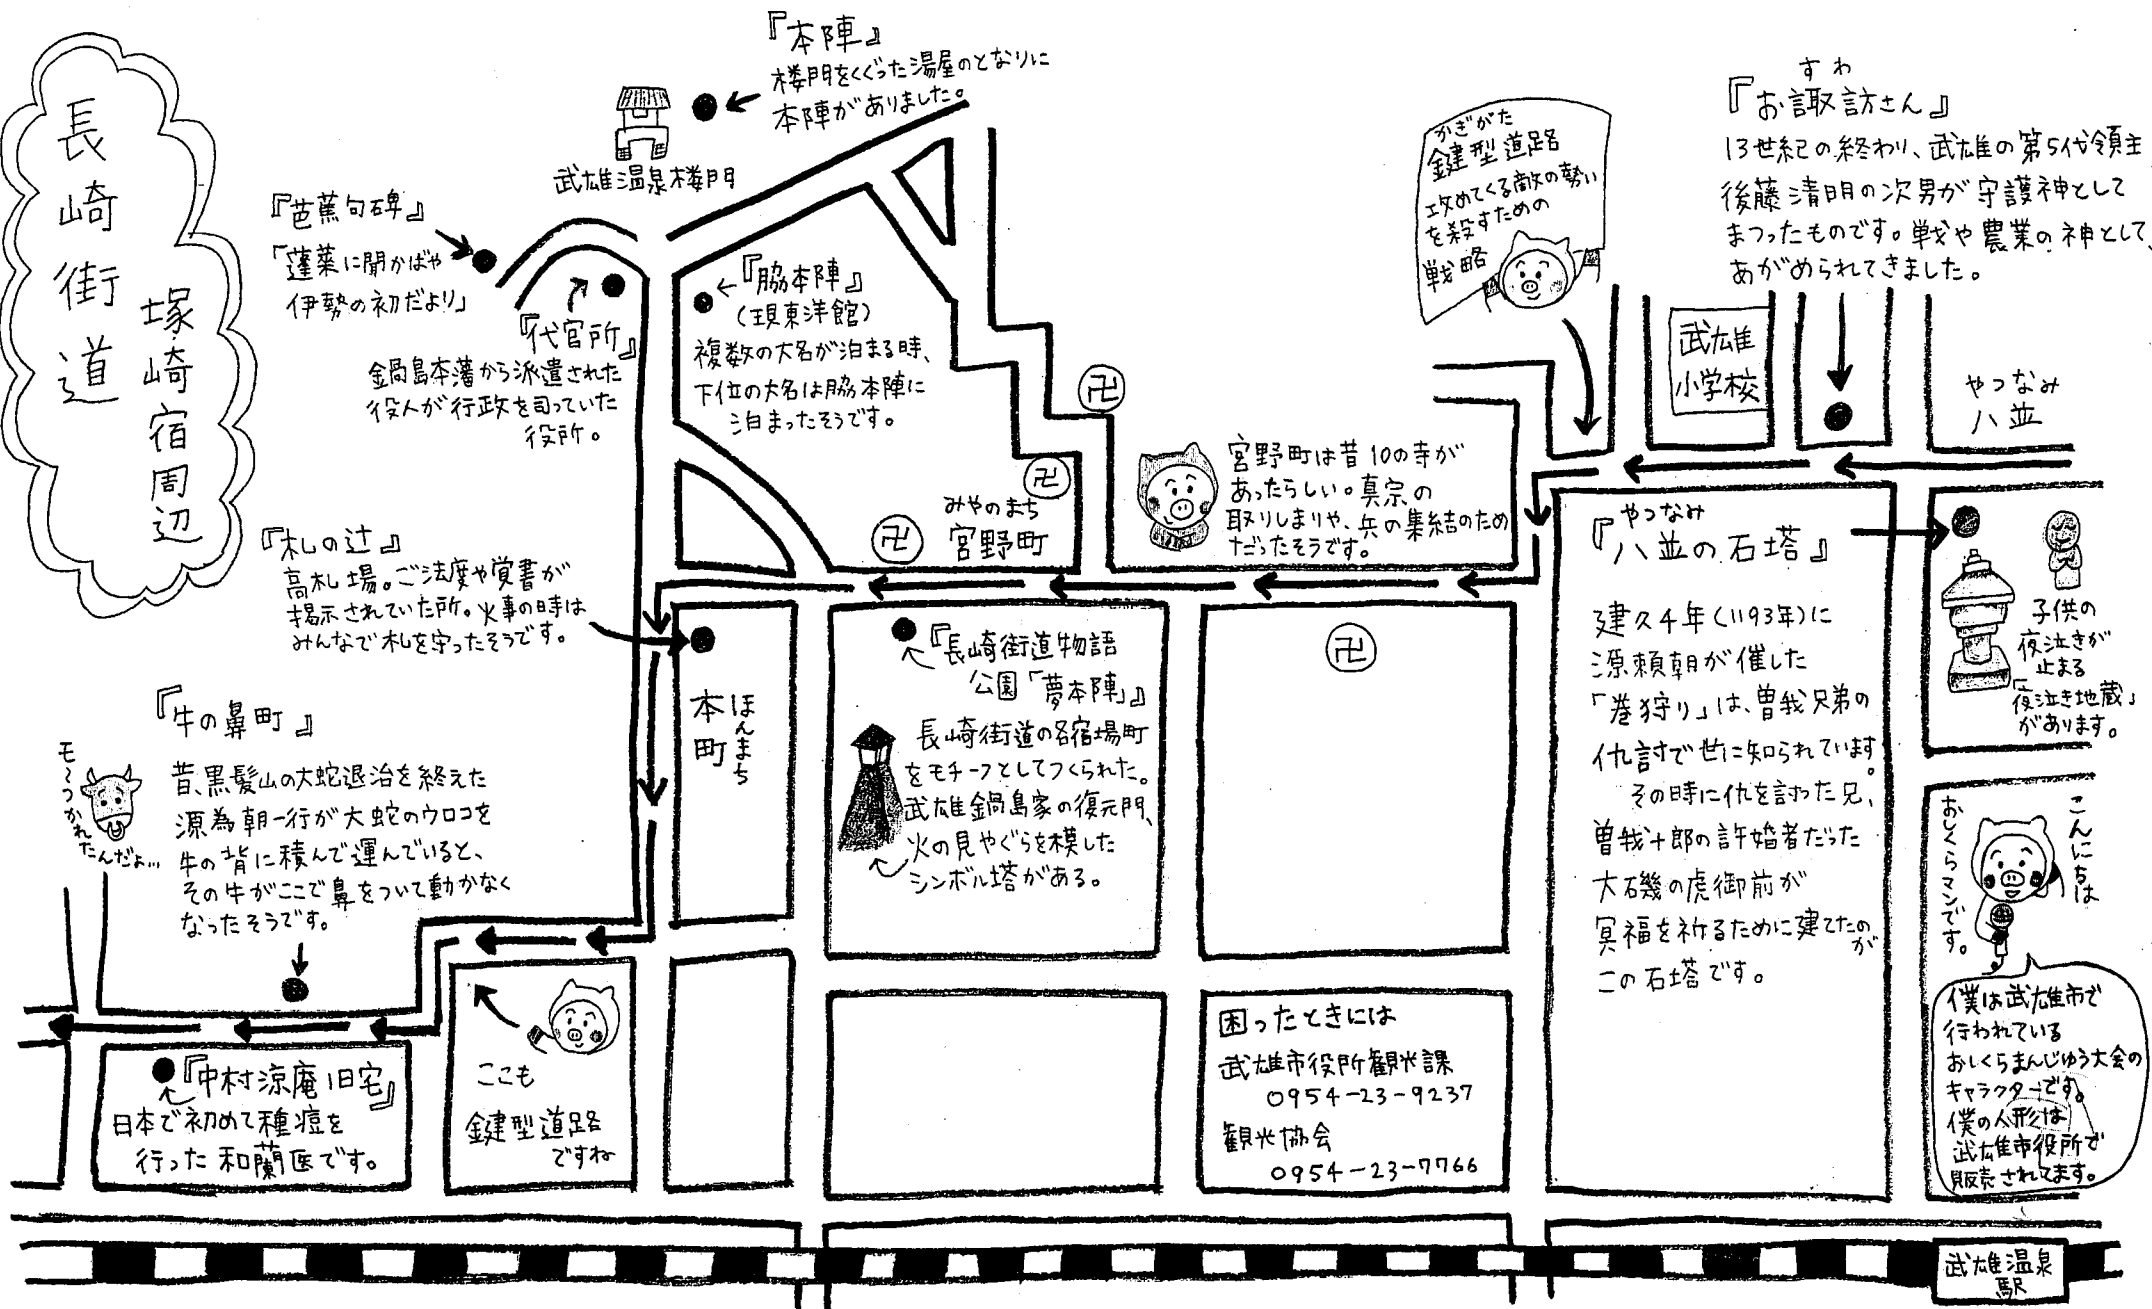 長崎街道
塚崎宿周辺
『本陣』
楼門をくぐった湯屋のとなりに
本陣がありました。
武雄温泉楼門
『芭蕉句碑』
「蓬莱に聞かばや
伊勢の初だより」
『代官所』
鍋島本藩から派遣された
役人が行政を司っていた
役所。
『脇本陣』
(現東洋館)
複数の大名が泊まる時、
下位の大名は脇本陣に
泊まったそうです。
かぎがた
鍵型道路
攻めてくる敵の勢い
を殺すための
戦略
すわ
『お諏訪さん』
13世紀の終わり、武雄の第5代領主
後藤清明の次男が守護神として
まつったものです。戦や農業の神として、
あがめられてきました。
武雄
小学校
やつなみ
八並
卍
卍
卍
みやのまち
宮野町
宮野町は昔10の寺が
あったらしい。真宗の
取りしまりや、兵の集結のため
だったそうです。
『札の辻』
高札場。ご法度や覚書が
掲示されていた所。火事の時は
みんなで札を守ったそうです。
やつなみ
『八並の石塔』
建久4年(1193年)に
源頼朝が催した
「巻狩り」は、曽我兄弟の
仇討で世に知られています。
その時に仇を討った兄、
曽我十郎の許婚者だった
大磯の虎御前が
冥福を祈るために建てたのが
この石塔です。
子供の
夜泣きが
止まる
「夜泣き地蔵」
があります。
卍
『長崎街道物語
公園「夢本陣」』
長崎街道の各宿場町
をモチーフとしてつくられた。
武雄鍋島家の復元門、
火の見やぐらを模した
シンボル塔がある。
ほんまち
本町
『牛の鼻町』
昔、黒髪山の大蛇退治を終えた
源為朝一行が大蛇のウロコを
牛の背に積んで運んでいると、
その牛がここで鼻をついて動かなく
なったそうです。
モ〜つかれたんだよ…
こんにちは
おしくらマンです。
僕は武雄市で
行われている
おしくらまんじゅう大会の
キャラクターです。
僕の人形は
武雄市役所で
販売されてます。
『中村涼庵旧宅』
日本で初めて種痘を
行った和蘭医です。
ここも
鍵型道路
ですね
困ったときには
武雄市役所観光課
0954-23-9237
観光協会
0954-23-7766
武雄温泉
駅